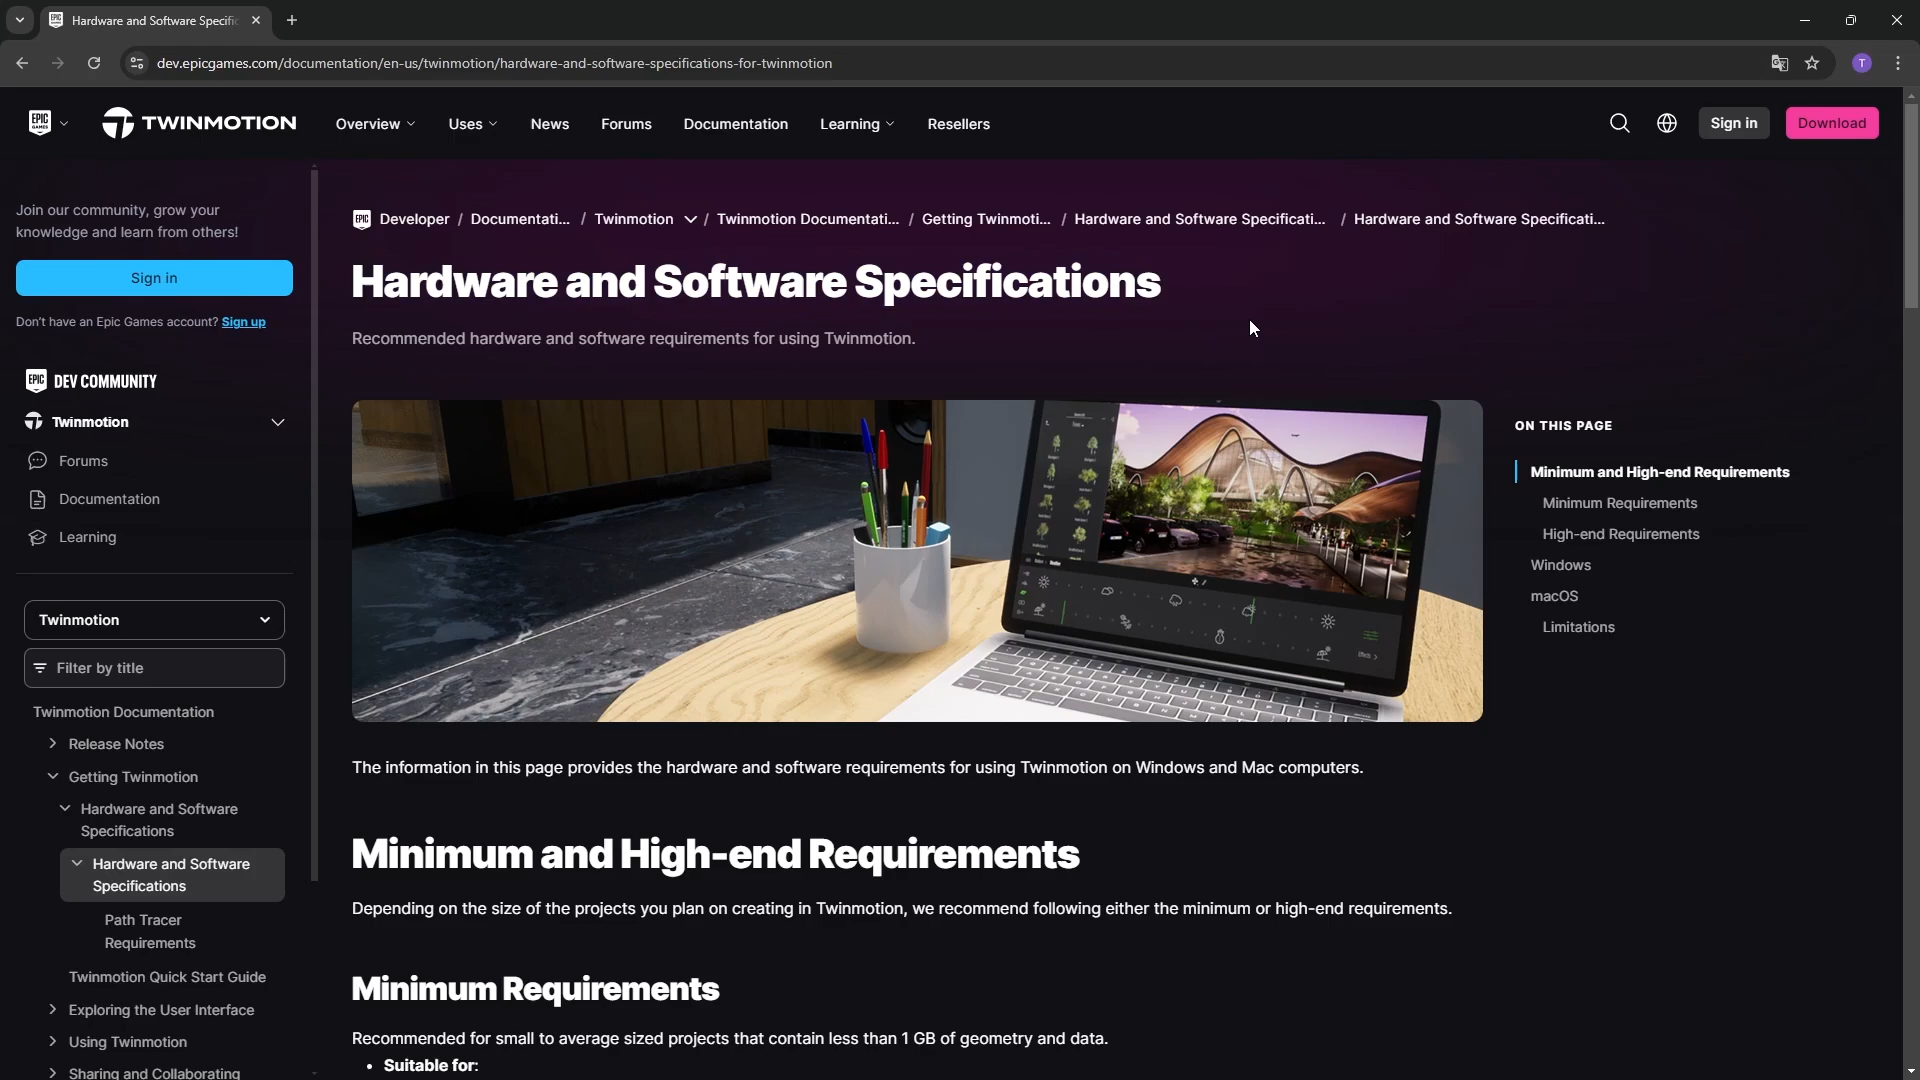 Hardware and Software Specific
dev.epicgames.com/documentation/en-us/twinmotion/hardware-and-software-specifications-for-twinmotion
T
EPIC GAMES
TWINMOTION
Overview
Uses
News
Forums
Documentation
Learning
Resellers
Sign in
Download
Join our community, grow your
knowledge and learn from others!
Sign in
Don't have an Epic Games account? Sign up
EPIC DEV COMMUNITY
Twinmotion
Forums
Documentation
Learning
Twinmotion
Filter by title
Twinmotion Documentation
Release Notes
Getting Twinmotion
Hardware and Software
Specifications
Hardware and Software
Specifications
Path Tracer
Requirements
Twinmotion Quick Start Guide
Exploring the User Interface
Using Twinmotion
Sharing and Collaborating
EPIC Developer / Documentati... / Twinmotion / Twinmotion Documentati... / Getting Twinmoti... / Hardware and Software Specificati... / Hardware and Software Specificati...
Hardware and Software Specifications
Recommended hardware and software requirements for using Twinmotion.
The information in this page provides the hardware and software requirements for using Twinmotion on Windows and Mac computers.
Minimum and High-end Requirements
Depending on the size of the projects you plan on creating in Twinmotion, we recommend following either the minimum or high-end requirements.
Minimum Requirements
Recommended for small to average sized projects that contain less than 1 GB of geometry and data.
• Suitable for:
ON THIS PAGE
Minimum and High-end Requirements
Minimum Requirements
High-end Requirements
Windows
macOS
Limitations